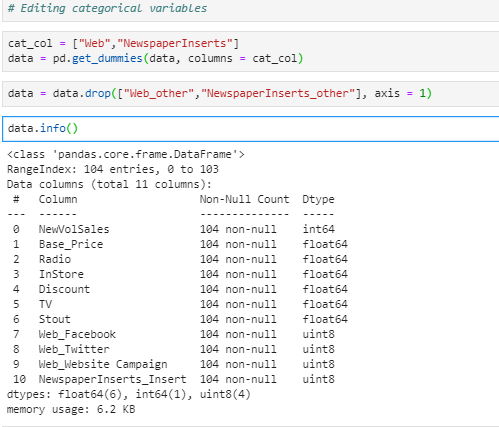 # Editing categorical variables
cat_col = ["Web","NewspaperInserts"]
data = pd.get_dummies(data, columns = cat_col)
data = data.drop(["Web_other","NewspaperInserts_other"], axis = 1)
data.info()
<class 'pandas.core.frame.DataFrame'>
RangeIndex: 104 entries, 0 to 103
Data columns (total 11 columns):
 #   Column                  Non-Null Count  Dtype
---  ------                  --------------  -----
 0   NewVolSales             104 non-null    int64
 1   Base_Price              104 non-null    float64
 2   Radio                   104 non-null    float64
 3   InStore                 104 non-null    float64
 4   Discount                104 non-null    float64
 5   TV                      104 non-null    float64
 6   Stout                   104 non-null    float64
 7   Web_Facebook            104 non-null    uint8
 8   Web_Twitter             104 non-null    uint8
 9   Web_Website Campaign    104 non-null    uint8
 10  NewspaperInserts_Insert 104 non-null    uint8
dtypes: float64(6), int64(1), uint8(4)
memory usage: 6.2 KB